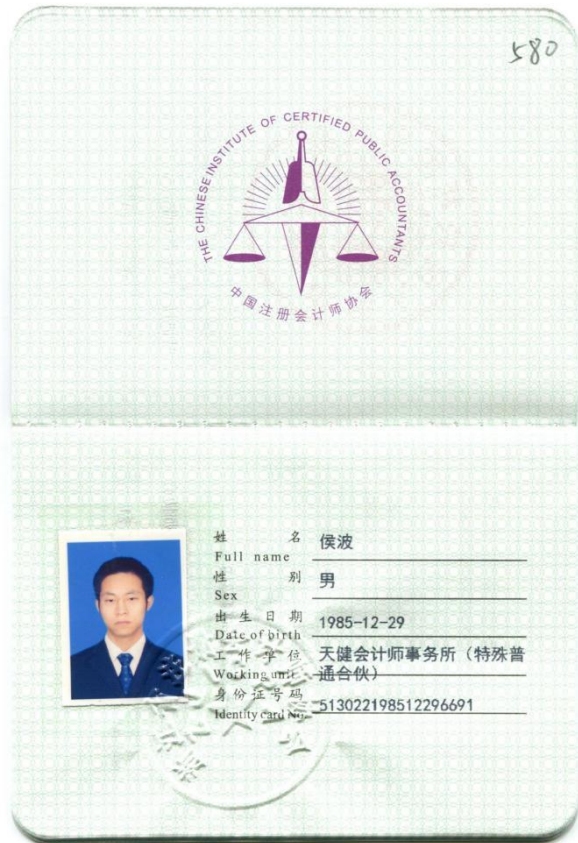 580
THE CHINESE INSTITUTE OF CERTIFIED PUBLIC ACCOUNTANTS
中国注册会计师协会
姓 名 侯波
Full name
性 别 男
Sex
出生日期 1985-12-29
Date of birth
工作单位 天健会计师事务所（特殊普
Working unit 通合伙）
身份证号码 513022198512296691
Identity card No.